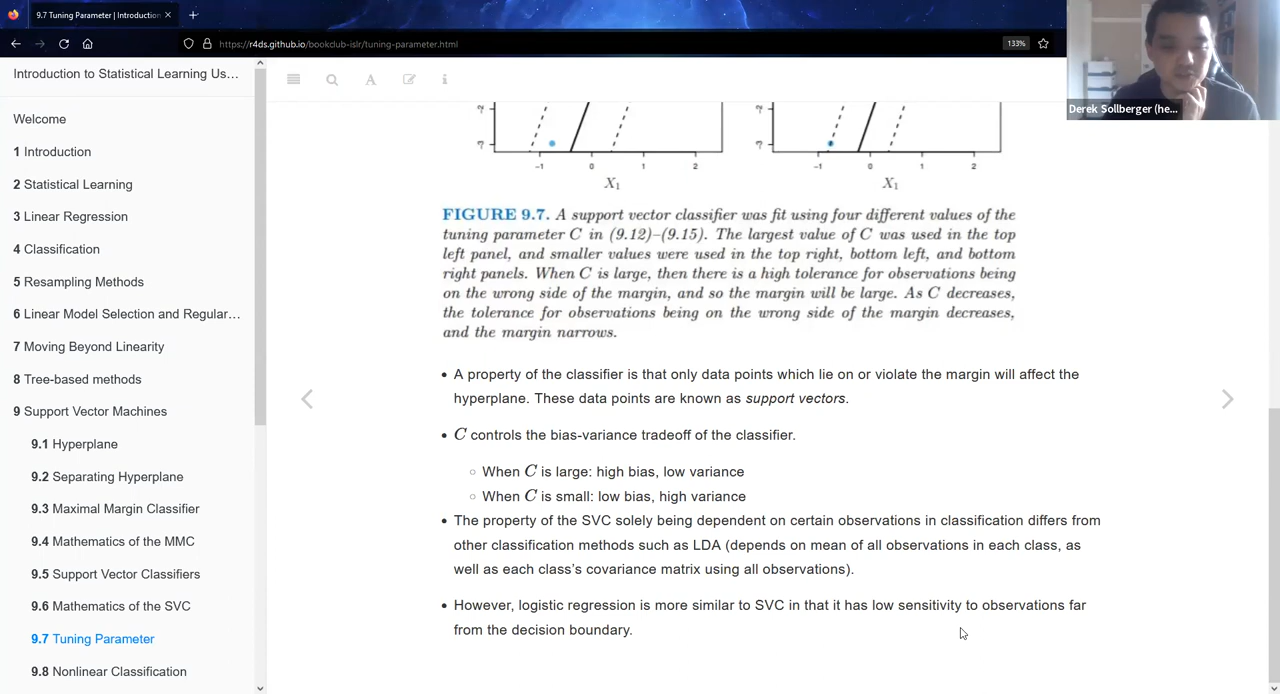 9.7 Tuning Parameter | Introduction
https://r4ds.github.io/bookclub-islr/tuning-parameter.html
133%
Derek Sollberger (he...
Introduction to Statistical Learning Us...
Welcome
1 Introduction
2 Statistical Learning
3 Linear Regression
4 Classification
5 Resampling Methods
6 Linear Model Selection and Regular...
7 Moving Beyond Linearity
8 Tree-based methods
9 Support Vector Machines
9.1 Hyperplane
9.2 Separating Hyperplane
9.3 Maximal Margin Classifier
9.4 Mathematics of the MMC
9.5 Support Vector Classifiers
9.6 Mathematics of the SVC
9.7 Tuning Parameter
9.8 Nonlinear Classification
-1 0 1 2
X₁
-1 0 1 2
X₁
FIGURE 9.7. A support vector classifier was fit using four different values of the
tuning parameter C in (9.12)–(9.15). The largest value of C was used in the top
left panel, and smaller values were used in the top right, bottom left, and bottom
right panels. When C is large, then there is a high tolerance for observations being
on the wrong side of the margin, and so the margin will be large. As C decreases,
the tolerance for observations being on the wrong side of the margin decreases,
and the margin narrows.
• A property of the classifier is that only data points which lie on or violate the margin will affect the
hyperplane. These data points are known as support vectors.
• C controls the bias-variance tradeoff of the classifier.
○ When C is large: high bias, low variance
○ When C is small: low bias, high variance
• The property of the SVC solely being dependent on certain observations in classification differs from
other classification methods such as LDA (depends on mean of all observations in each class, as
well as each class's covariance matrix using all observations).
• However, logistic regression is more similar to SVC in that it has low sensitivity to observations far
from the decision boundary.